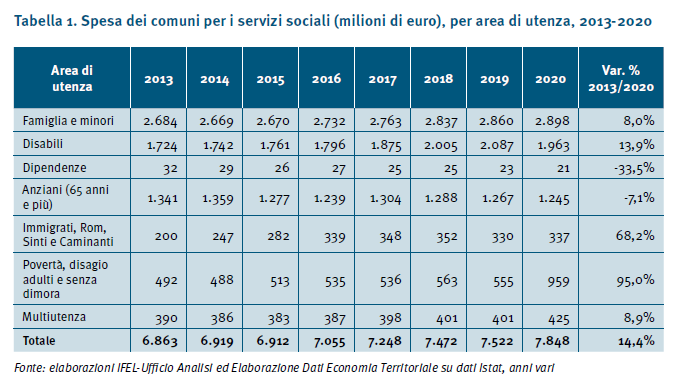 Tabella 1. Spesa dei comuni per i servizi sociali (milioni di euro), per area di utenza, 2013-2020
Area di utenza 2013 2014 2015 2016 2017 2018 2019 2020 Var. % 2013/2020
Famiglia e minori 2.684 2.669 2.670 2.732 2.763 2.837 2.860 2.898 8,0%
Disabili 1.724 1.742 1.761 1.796 1.875 2.005 2.087 1.963 13,9%
Dipendenze 32 29 26 27 25 25 23 21 -33,5%
Anziani (65 anni e più) 1.341 1.359 1.277 1.239 1.304 1.288 1.267 1.245 -7,1%
Immigrati, Rom, Sinti e Caminanti 200 247 282 339 348 352 330 337 68,2%
Povertà, disagio adulti e senza dimora 492 488 513 535 536 563 555 959 95,0%
Multiutenza 390 386 383 387 398 401 401 425 8,9%
Totale 6.863 6.919 6.912 7.055 7.248 7.472 7.522 7.848 14,4%
Fonte: elaborazioni IFEL-Ufficio Analisi ed Elaborazione Dati Economia Territoriale su dati Istat, anni vari